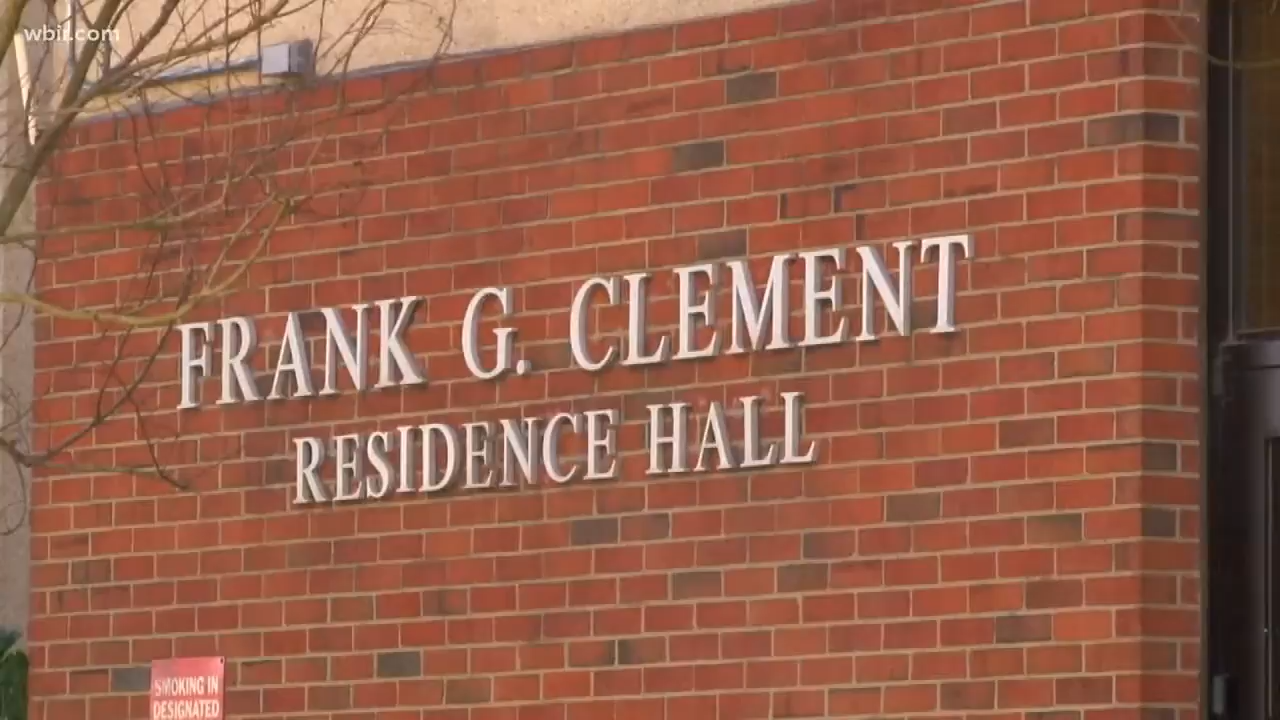 wbir.com
FRANK G. CLEMENT
RESIDENCE HALL
SMOKING IN
DESIGNATED